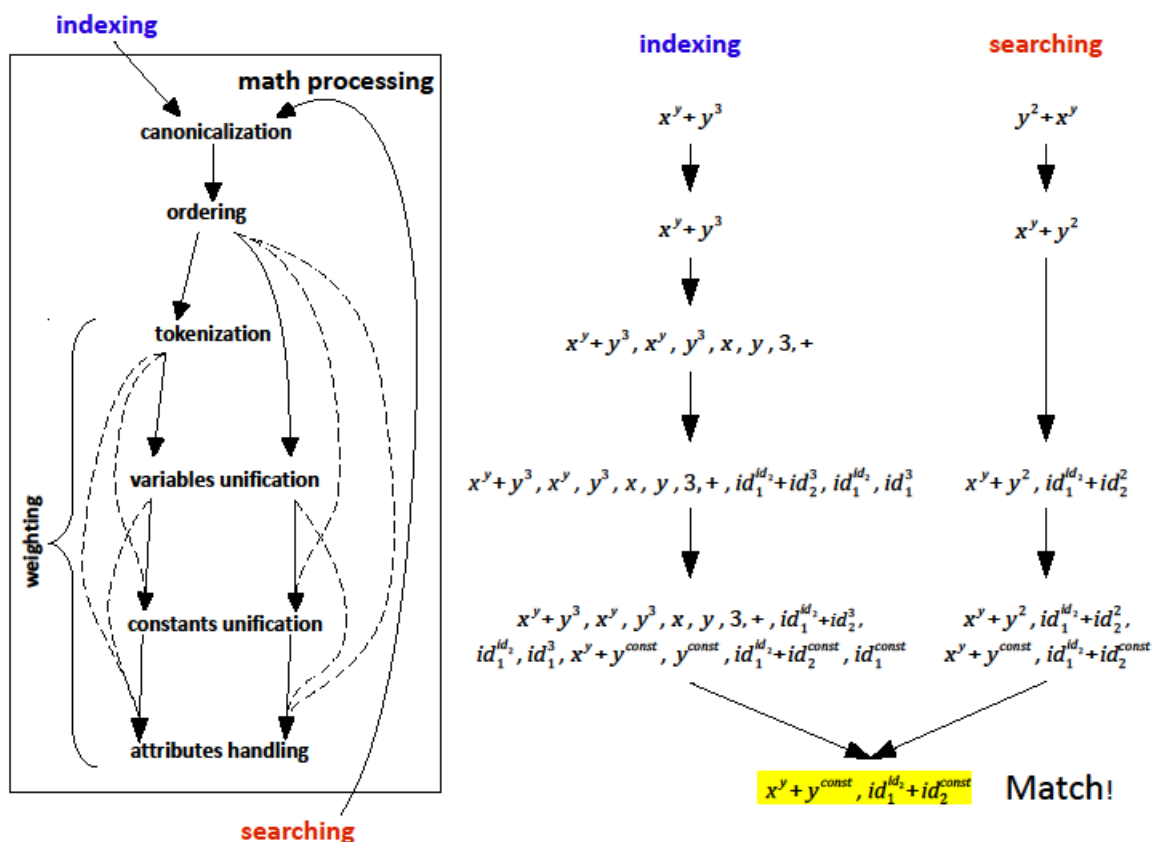 indexing
math processing
canonicalization
ordering
tokenization
variables unification
weighting
constants unification
attributes handling
searching
indexing
x^y + y^3
x^y + y^3
x^y + y^3, x^y, y^3, x, y, 3, +
x^y + y^3, x^y, y^3, x, y, 3, +, id_1^{id_2} + id_2^3, id_1^{id_2}, id_1^3
x^y + y^3, x^y, y^3, x, y, 3, +, id_1^{id_2} + id_2^3,
id_1^{id_2}, id_1^3, x^y + y^{const}, y^{const}, id_1^{id_2} + id_2^{const}, id_1^{const}
searching
y^2 + x^y
x^y + y^2
x^y + y^2, id_1^{id_2} + id_2^2
x^y + y^2, id_1^{id_2} + id_2^2,
x^y + y^{const}, id_1^{id_2} + id_2^{const}
x^y + y^{const}, id_1^{id_2} + id_2^{const} Match!